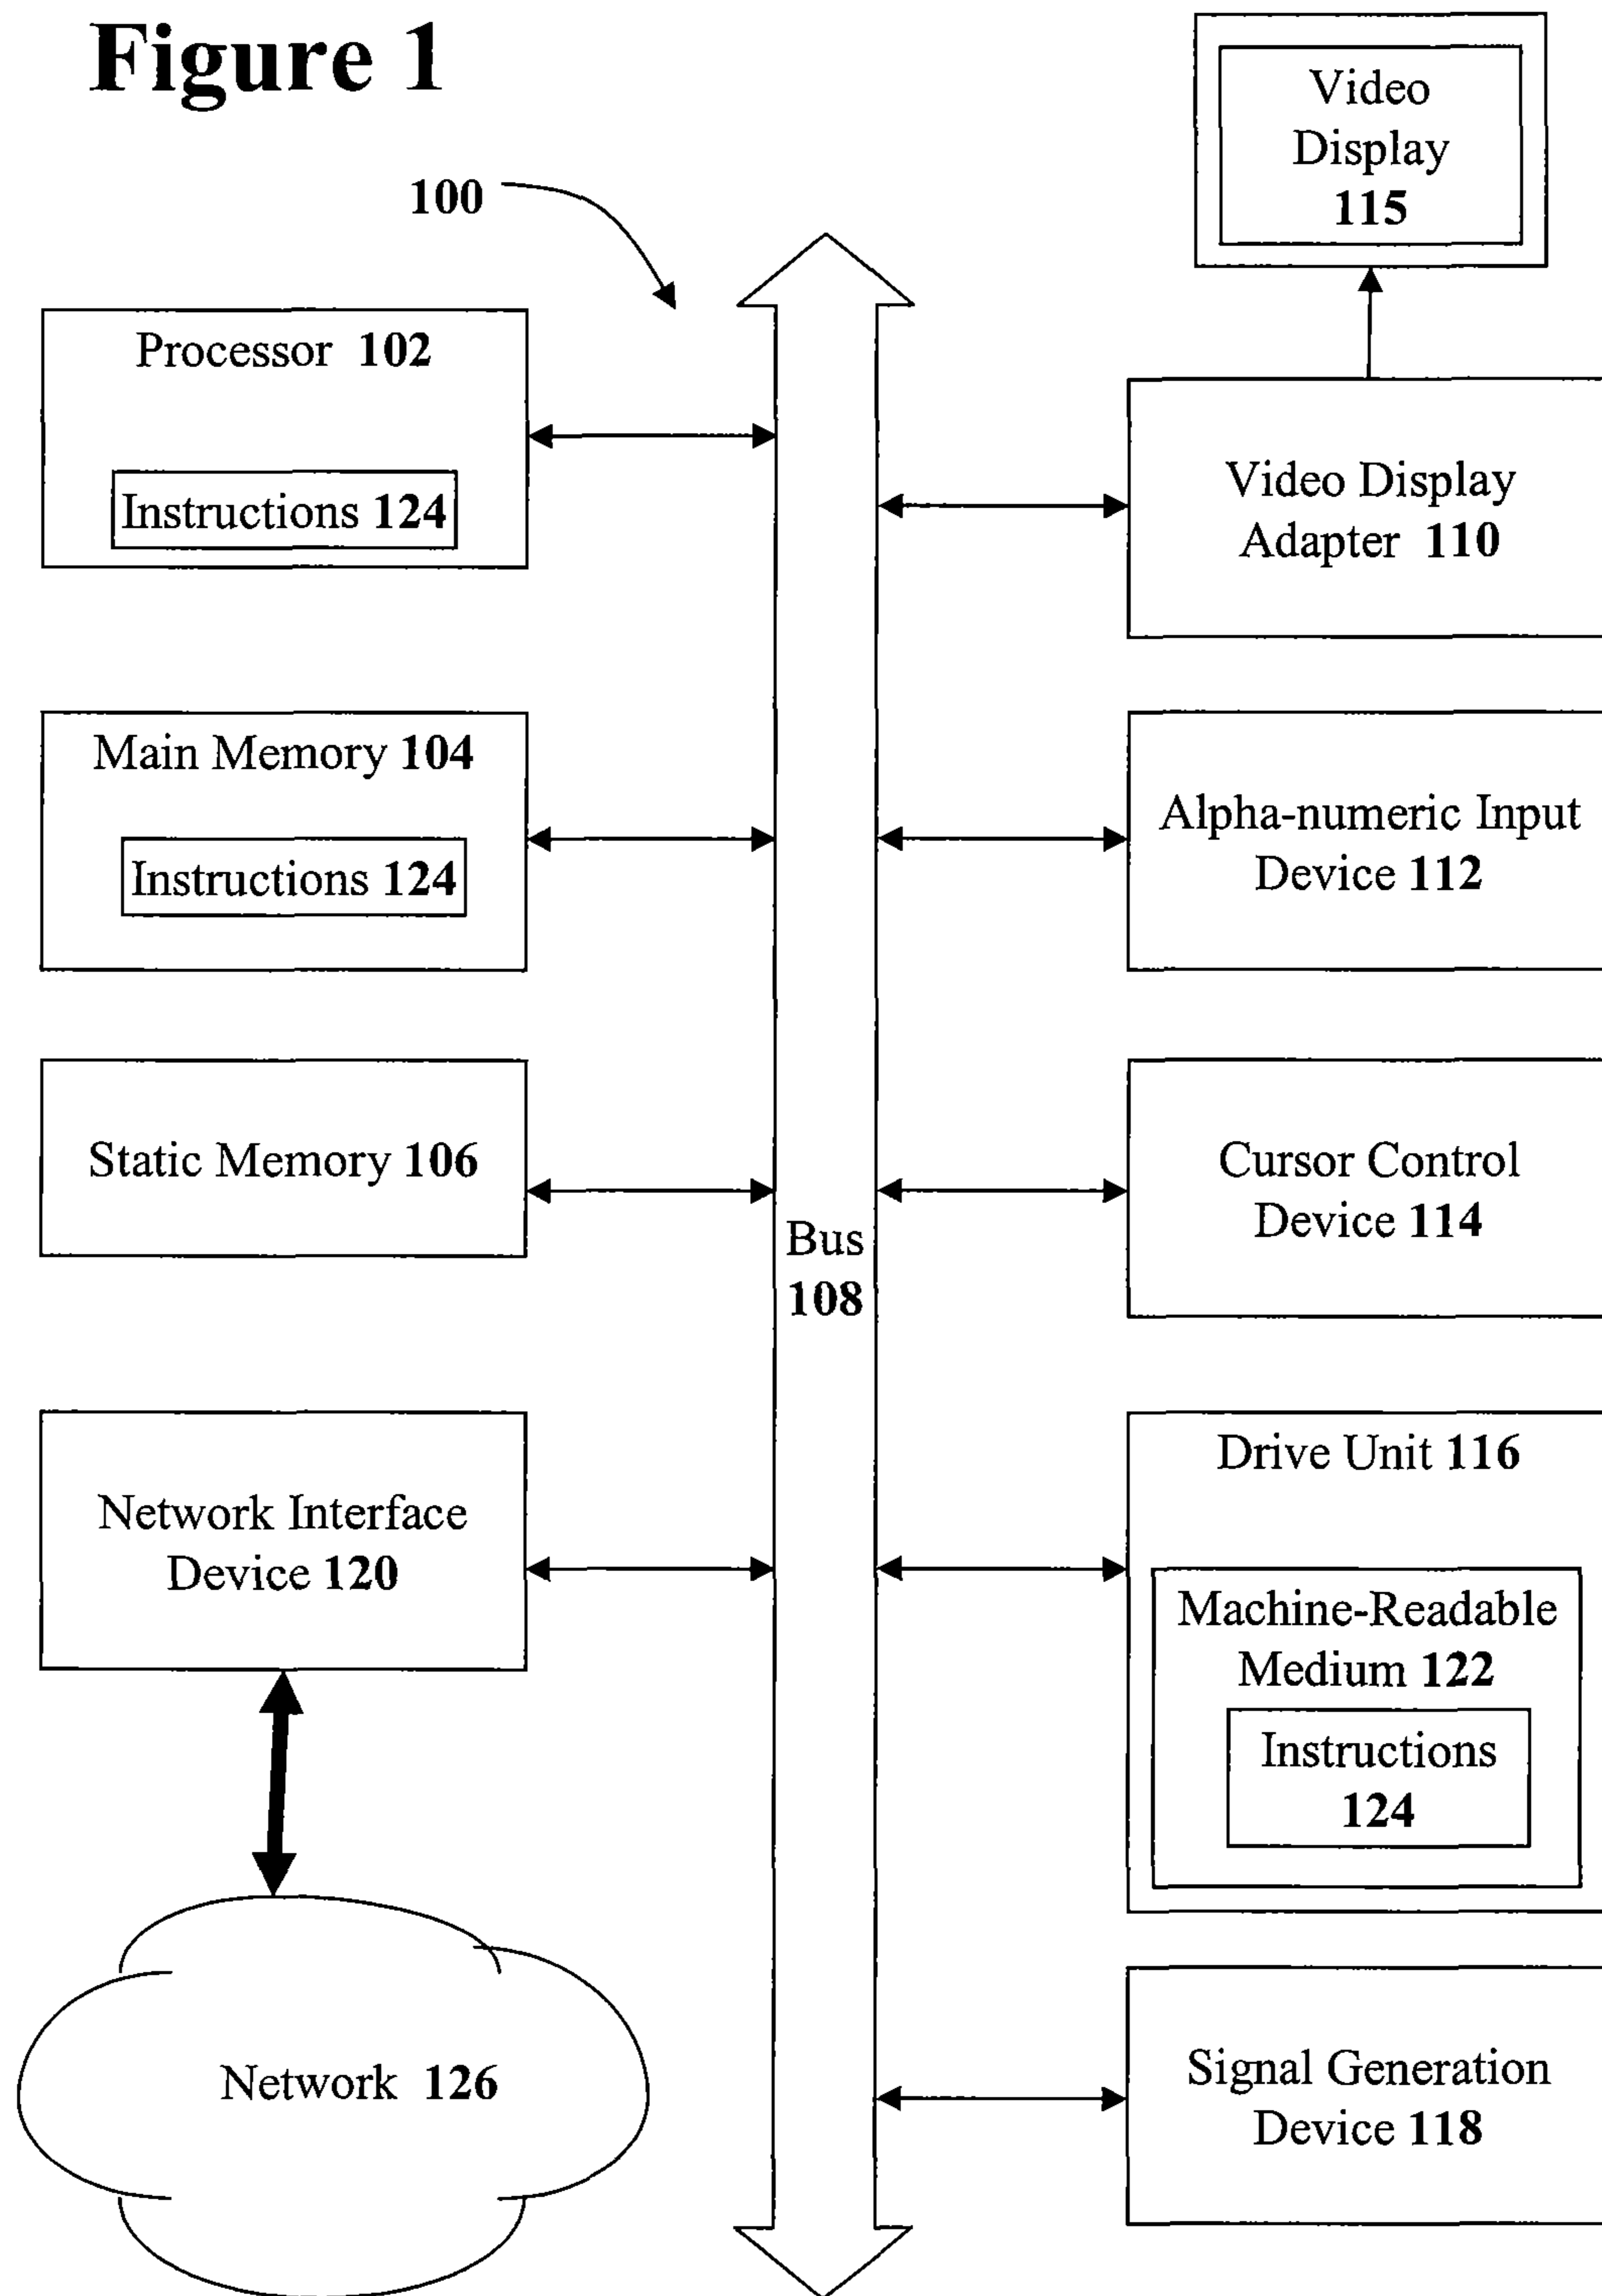 Figure 1
100
Video
Display
115
Processor 102
Instructions 124
Video Display
Adapter 110
Main Memory 104
Instructions 124
Alpha-numeric Input
Device 112
Static Memory 106
Cursor Control
Device 114
Bus
108
Network Interface
Device 120
Drive Unit 116
Machine-Readable
Medium 122
Instructions
124
Network 126
Signal Generation
Device 118